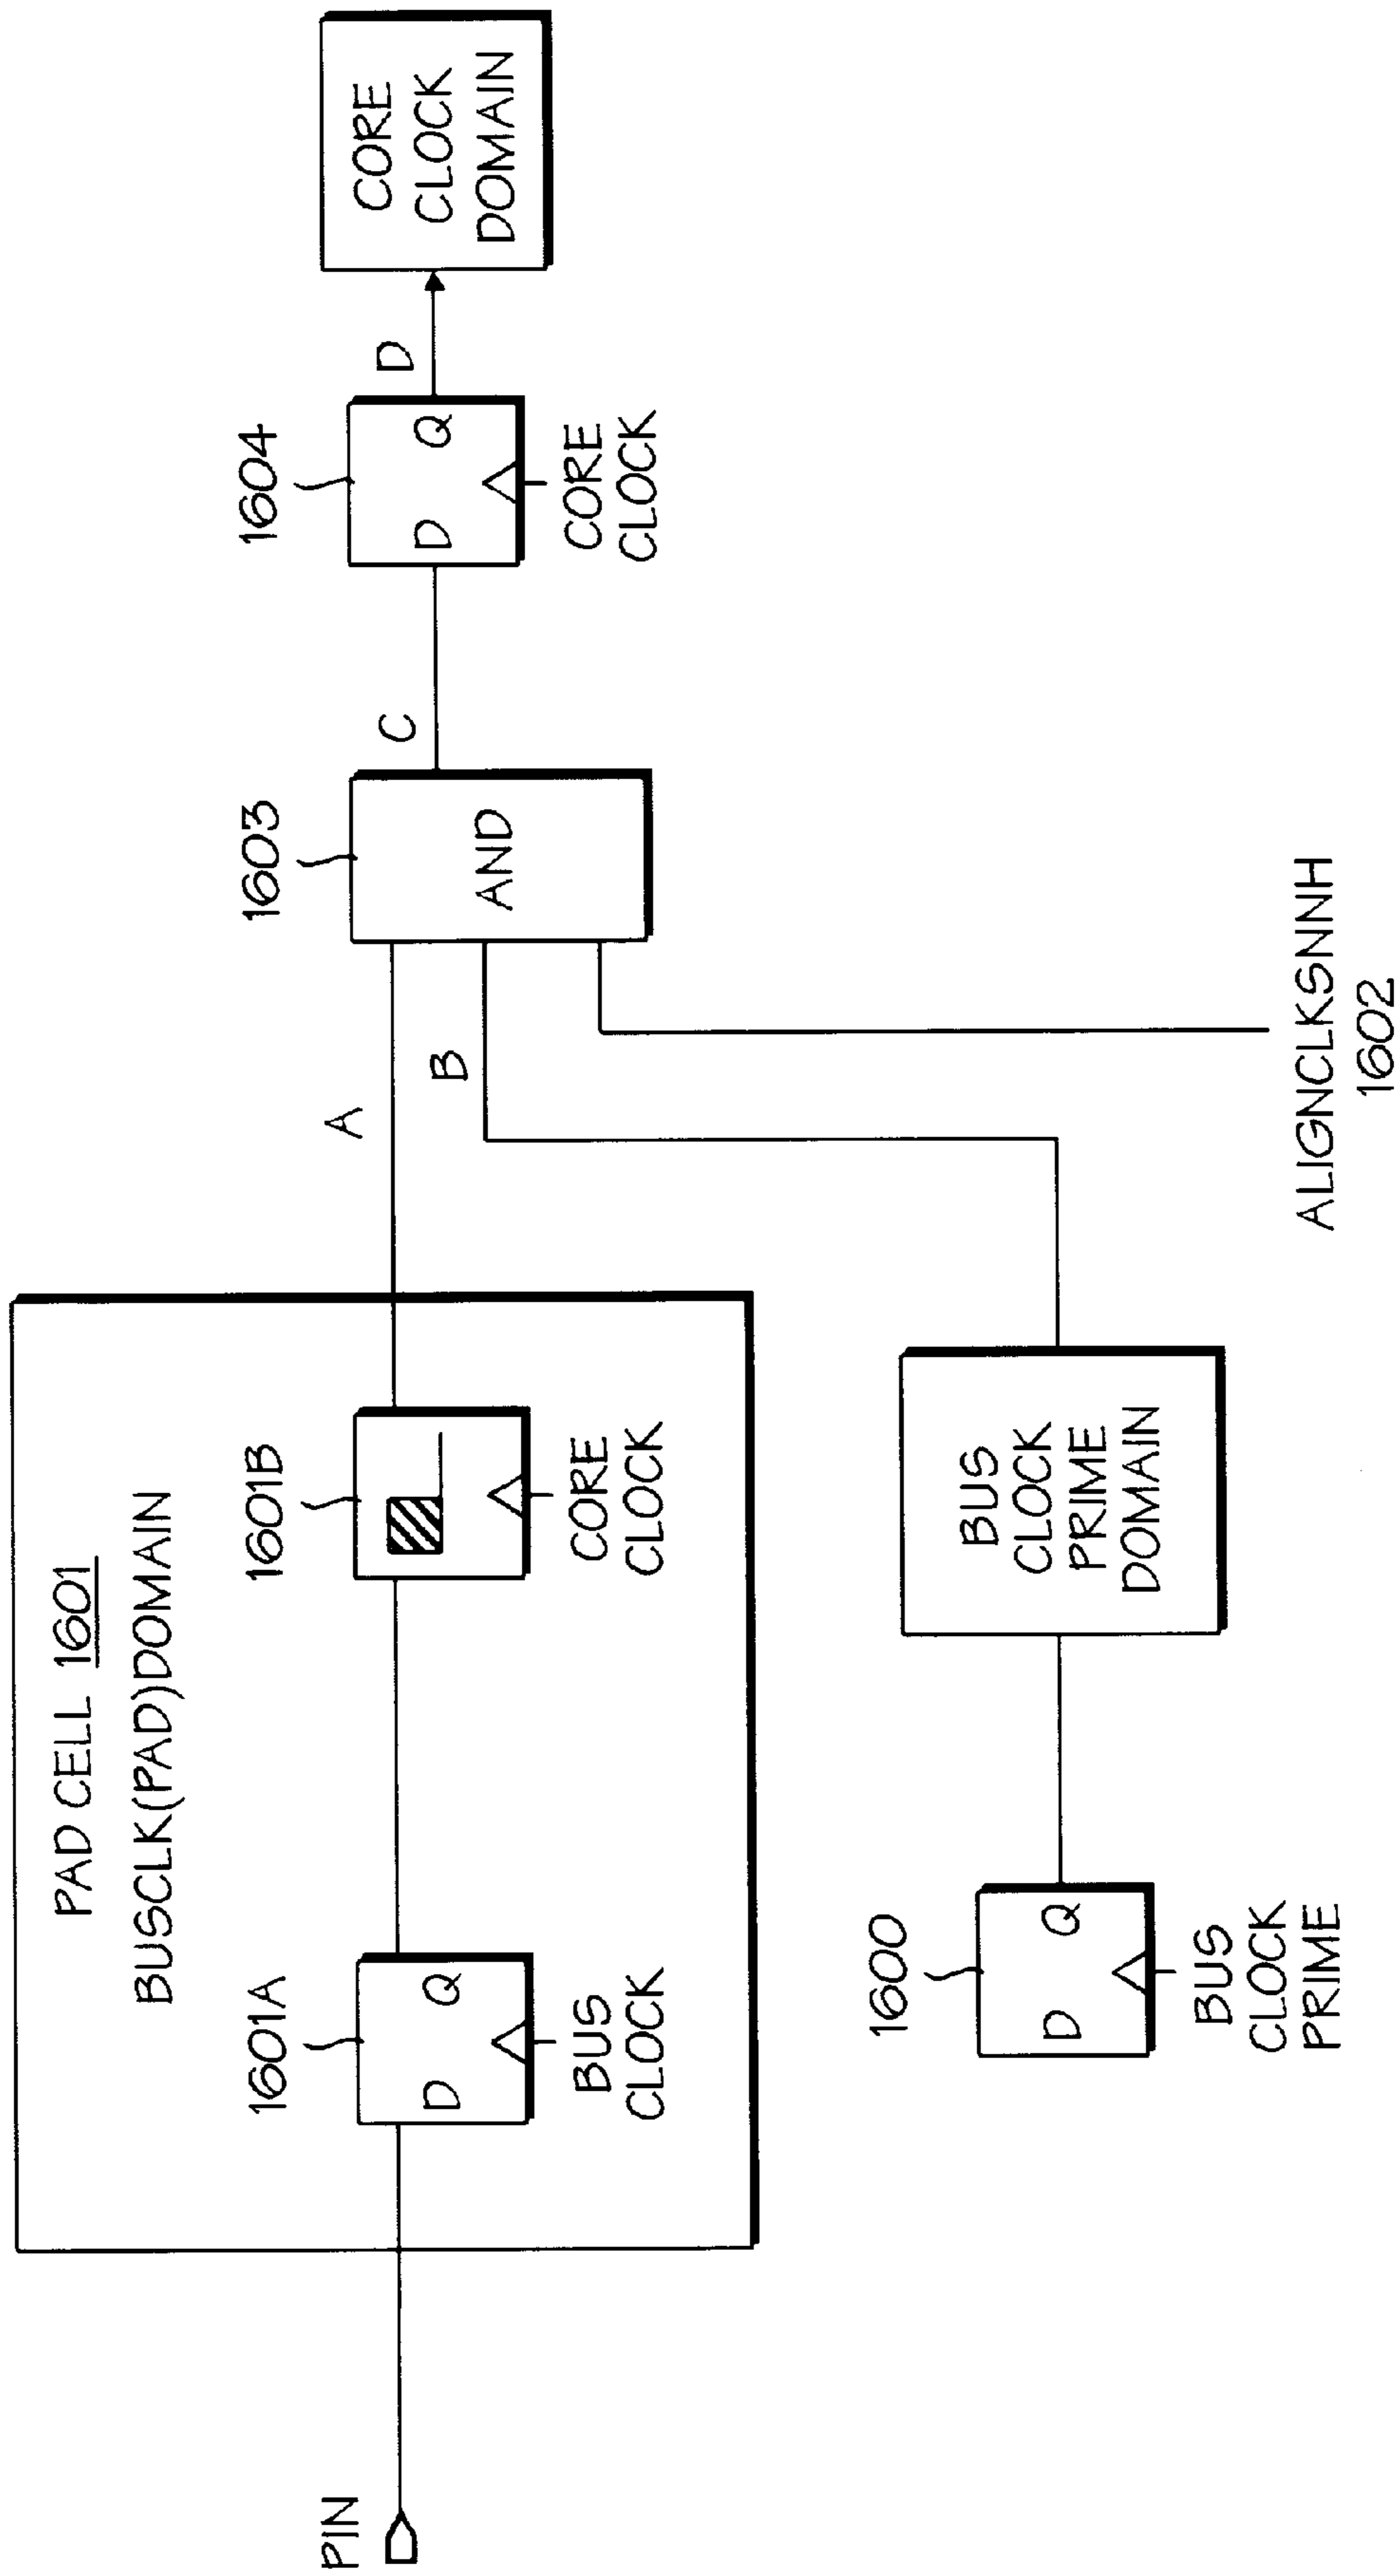 PAD CELL 1601
BUSCLK(PAD)DOMAIN
PIN
1601A
D Q
BUS
CLOCK
1601B
CORE
CLOCK
A
B
1603
AND
C
1604
D Q
CORE
CLOCK
D
CORE
CLOCK
DOMAIN
1600
D Q
BUS
CLOCK
PRIME
BUS
CLOCK
PRIME
DOMAIN
ALIGNCLKSNNH
1602